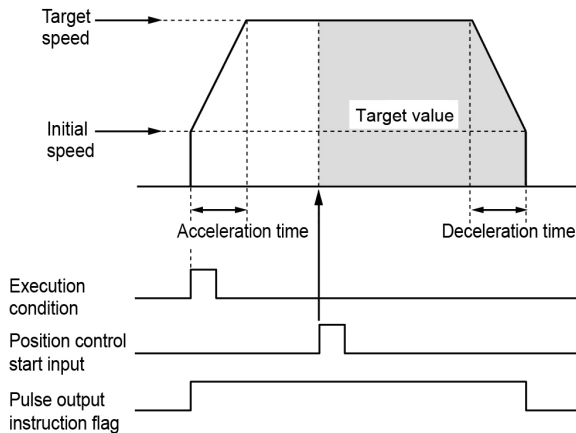 Target
speed
Initial
speed
Target value
Acceleration time
Deceleration time
Execution
condition
Position control
start input
Pulse output
instruction flag